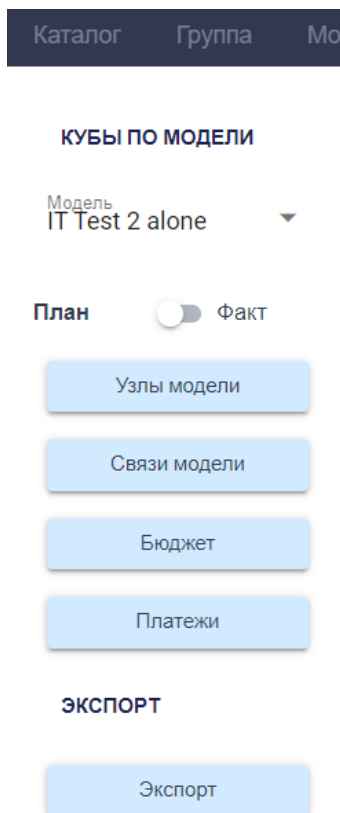 Каталог Группа Мо
КУБЫ ПО МОДЕЛИ
Модель
IT Test 2 alone
План Факт
Узлы модели
Связи модели
Бюджет
Платежи
ЭКСПОРТ
Экспорт